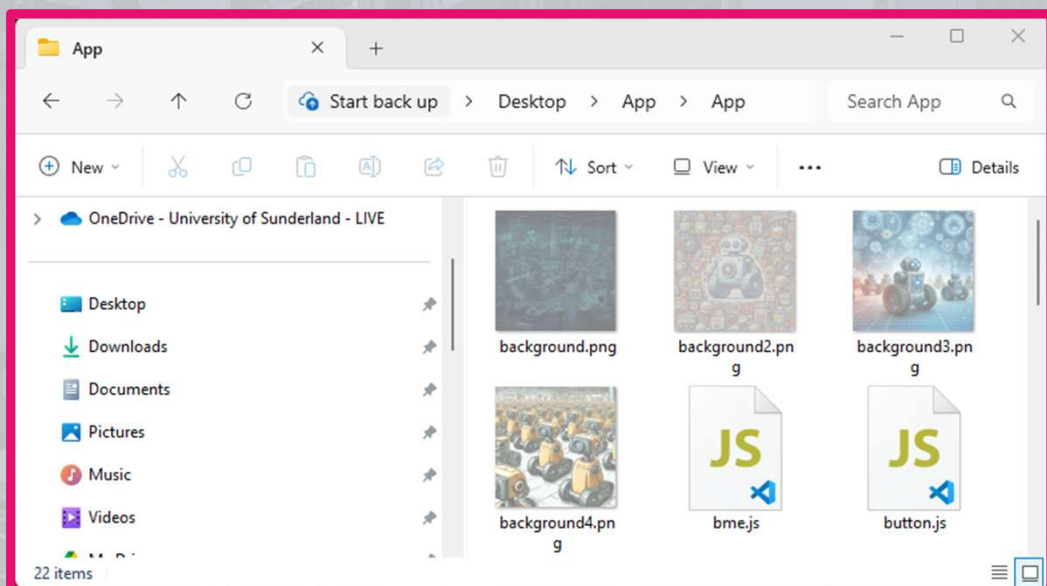 App
Start back up > Desktop > App > App
Search App
New
Sort
View
Details
OneDrive - University of Sunderland - LIVE
Desktop
Downloads
Documents
Pictures
Music
Videos
background.png
background2.pn
g
background3.pn
g
background4.pn
g
JS
bme.js
JS
button.js
22 items